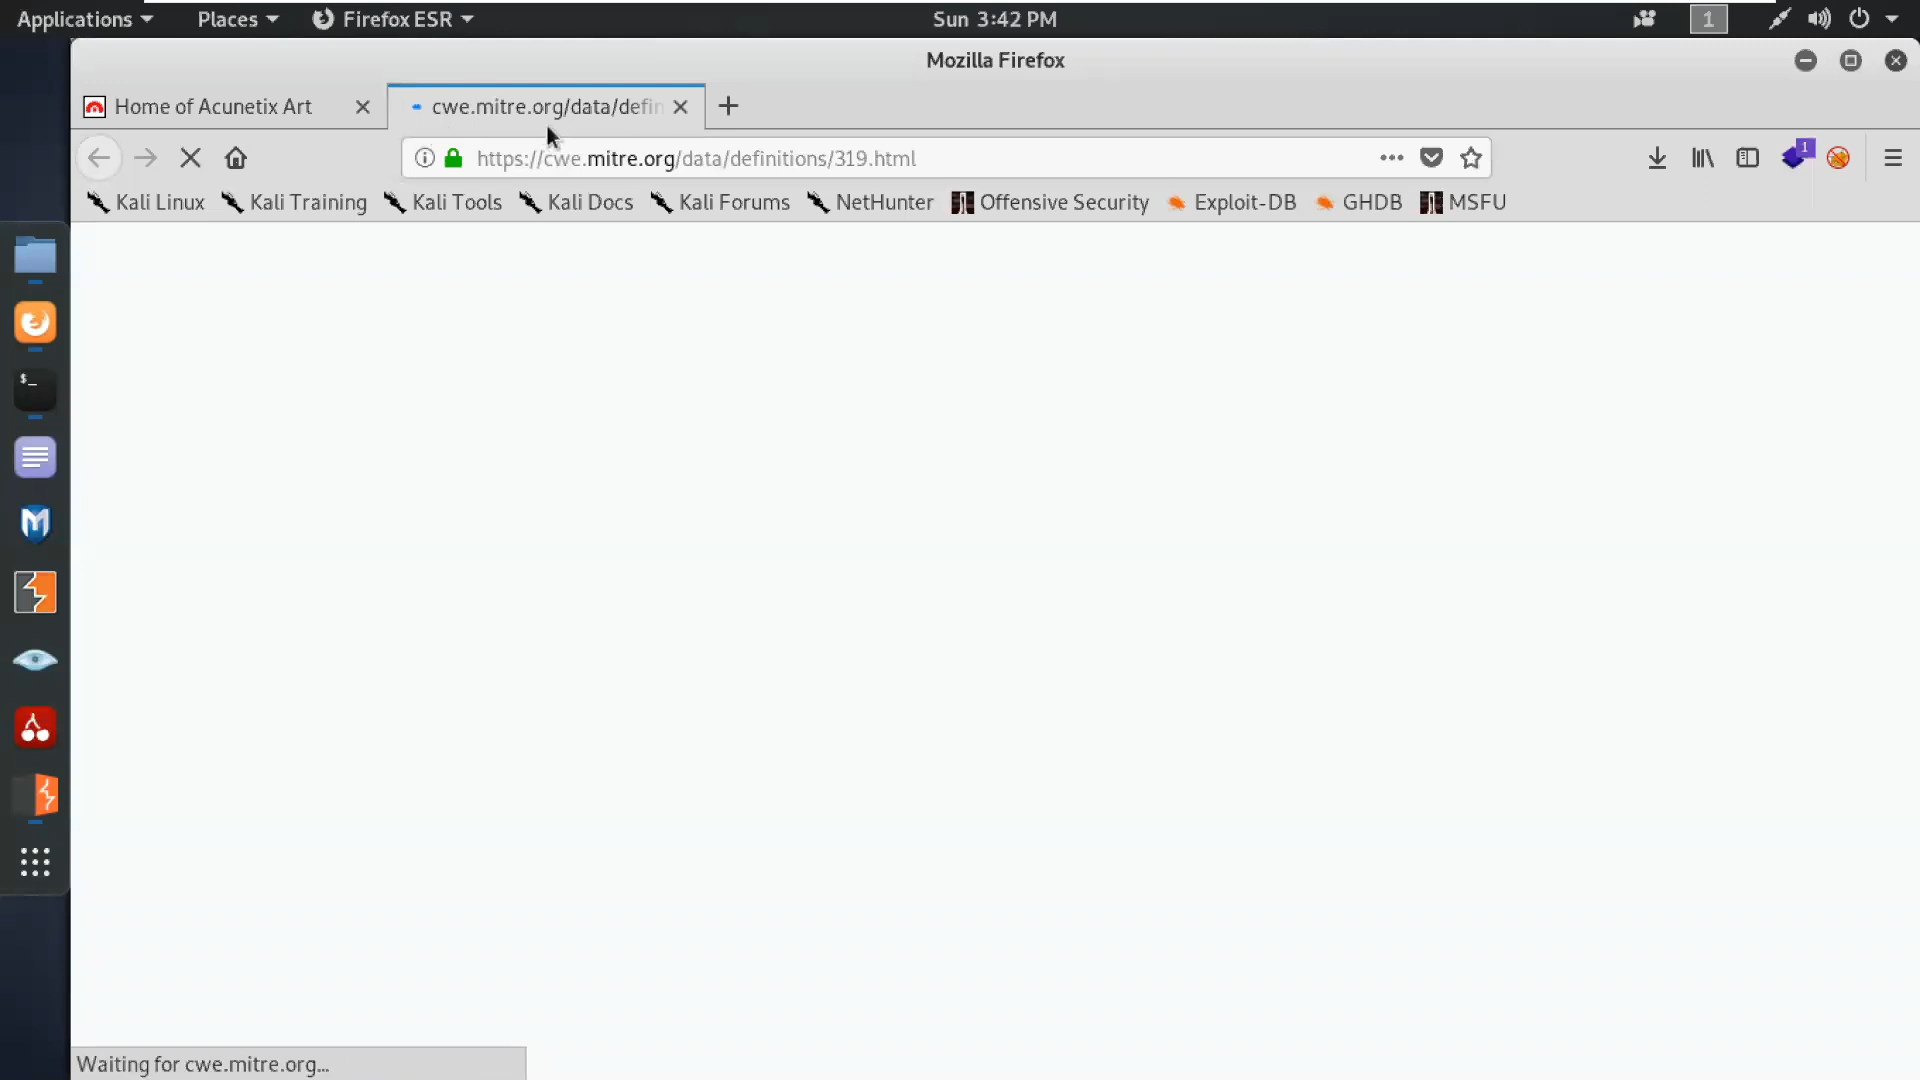 Applications Places Firefox ESR Sun 3:42 PM 1
Mozilla Firefox
Home of Acunetix Art cwe.mitre.org/data/defin
https://cwe.mitre.org/data/definitions/319.html 1
Kali Linux Kali Training Kali Tools Kali Docs Kali Forums NetHunter Offensive Security Exploit-DB GHDB MSFU
$_
Waiting for cwe.mitre.org...